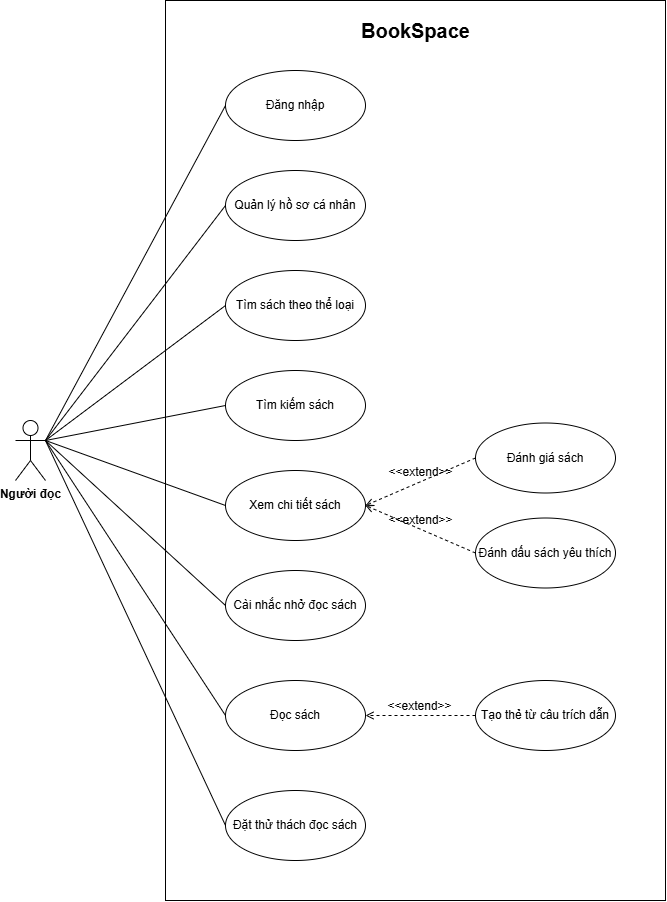 BookSpace
Đăng nhập
Quản lý hồ sơ cá nhân
Tìm sách theo thể loại
Tìm kiếm sách
Người đọc
Xem chi tiết sách
<<extend>>
Đánh giá sách
<<extend>>
Đánh dấu sách yêu thích
Cài nhắc nhở đọc sách
Đọc sách
<<extend>>
Tạo thẻ từ câu trích dẫn
Đặt thử thách đọc sách